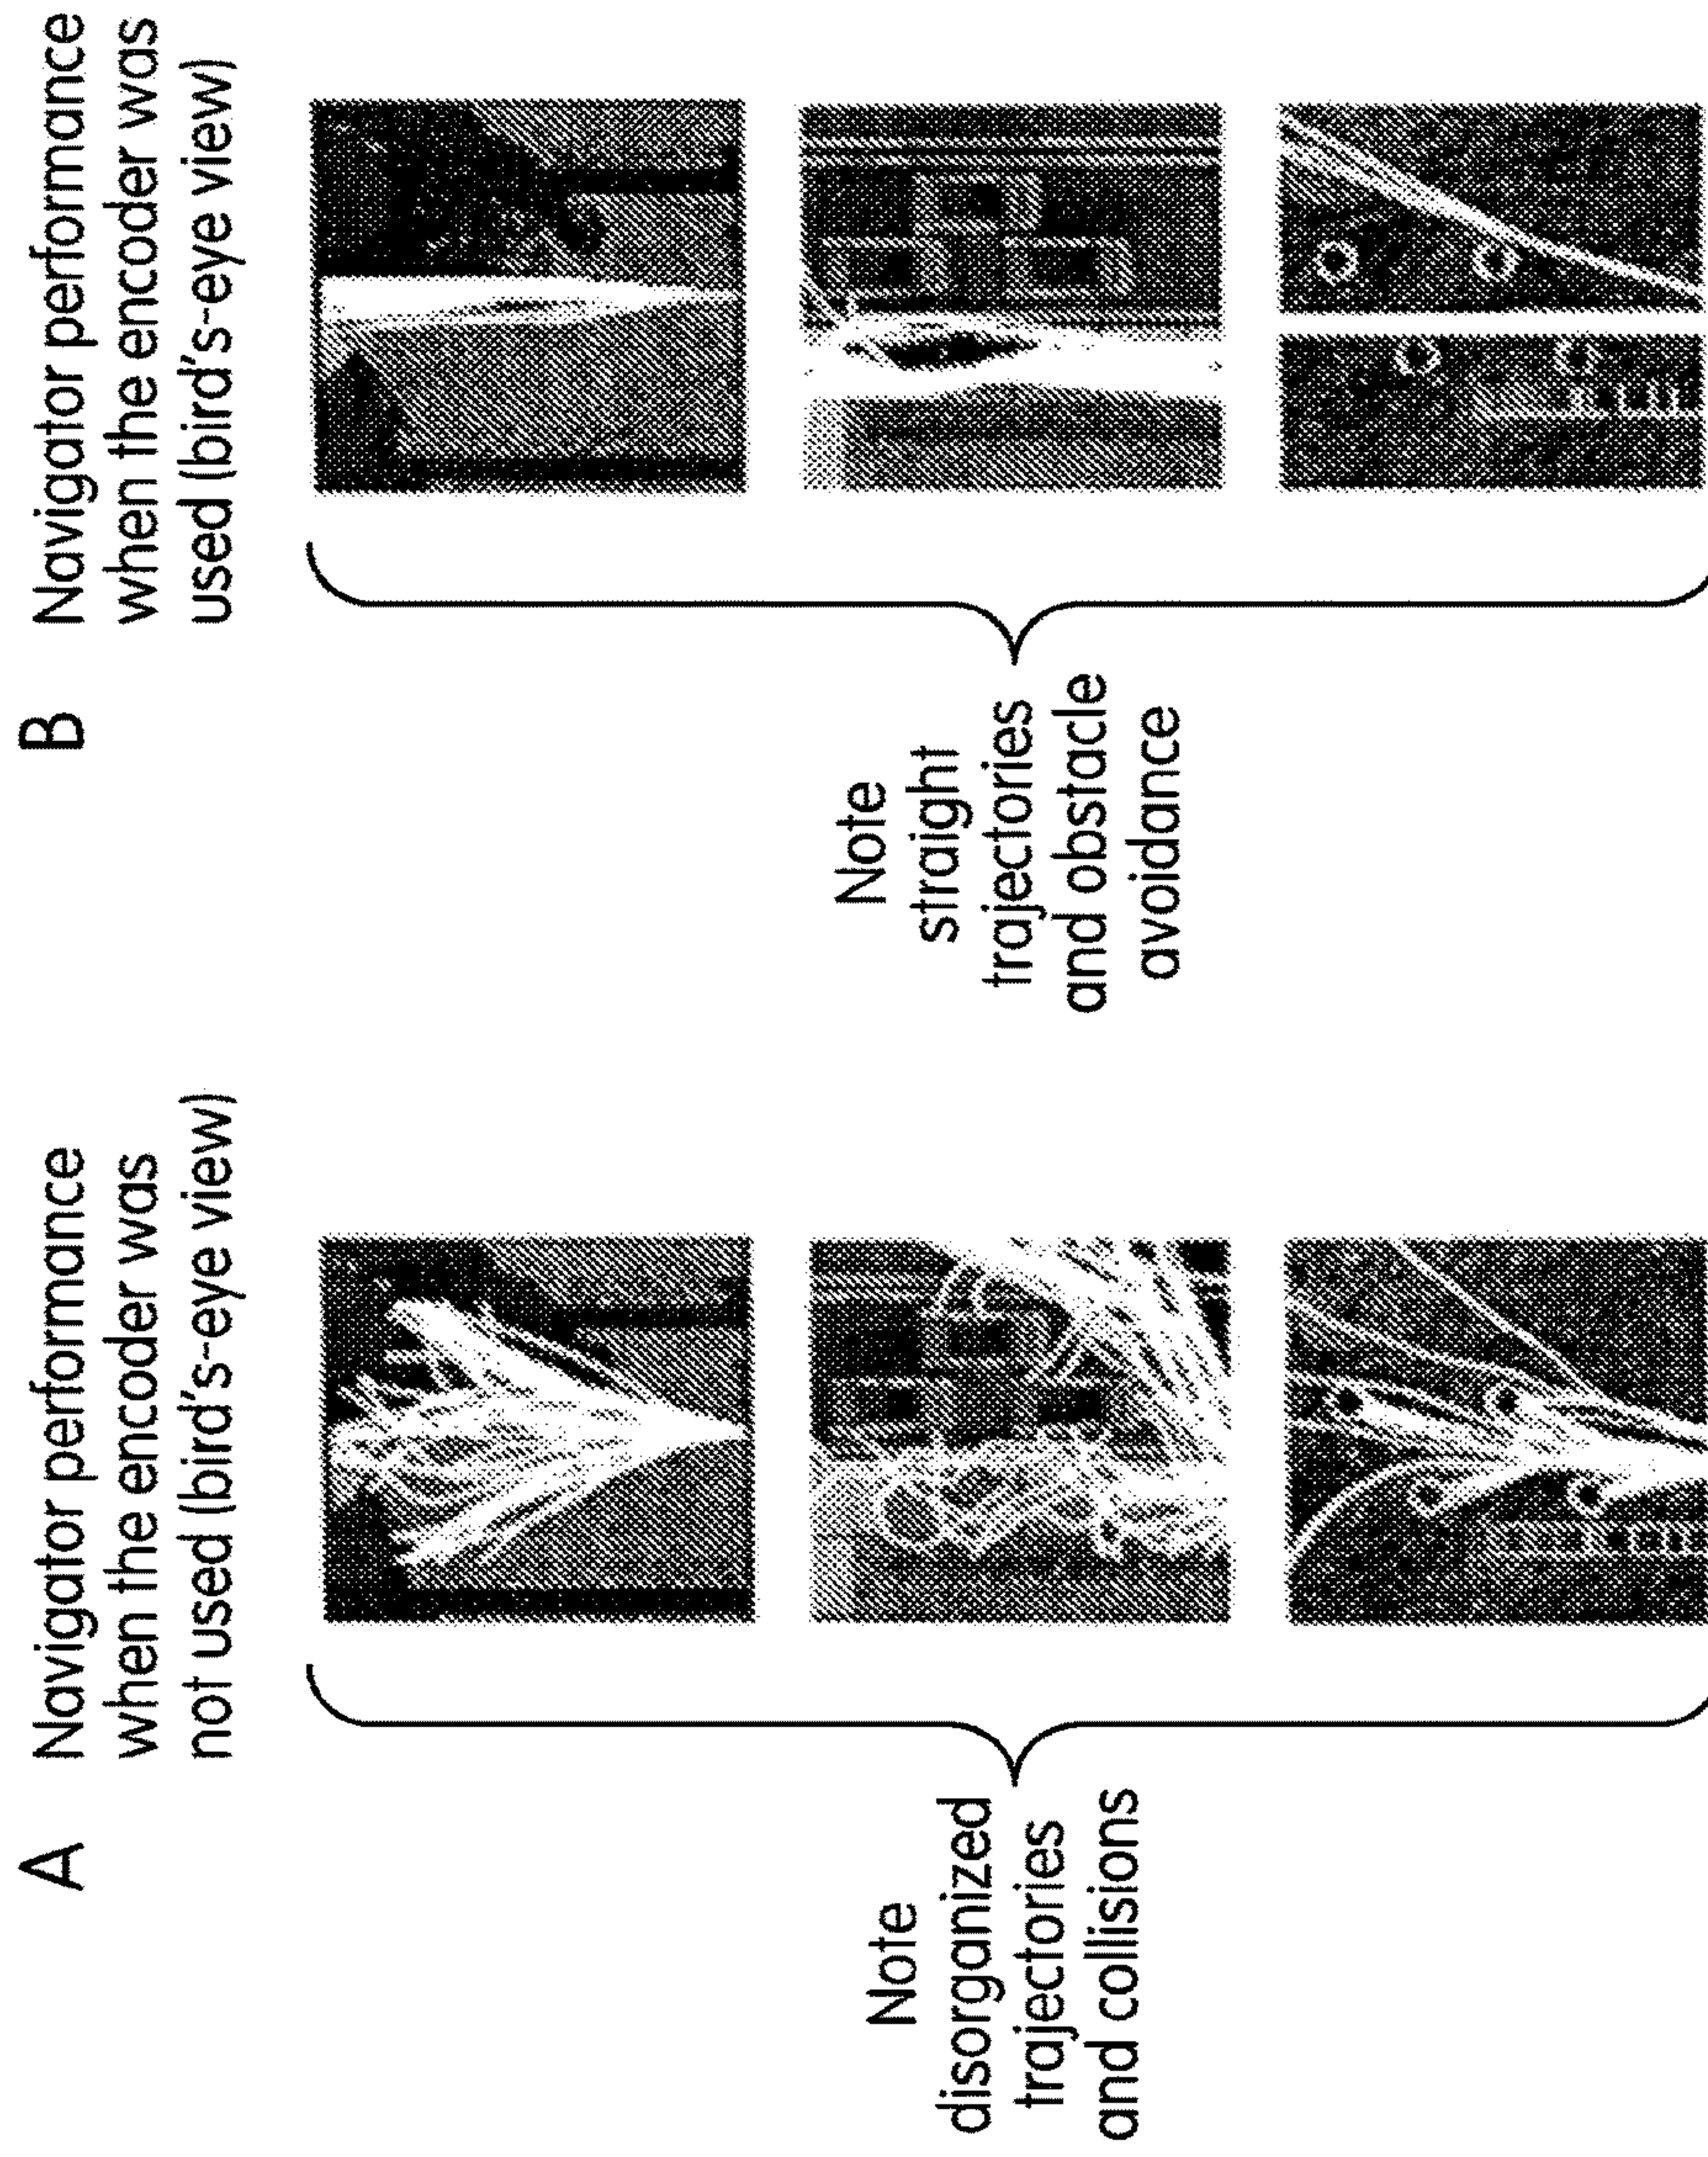 A
Navigator performance
when the encoder was
not used (bird's-eye view)
Note
disorganized
trajectories
and collisions
B
Navigator performance
when the encoder was
used (bird's-eye view)
Note
straight
trajectories
and obstacle
avoidance